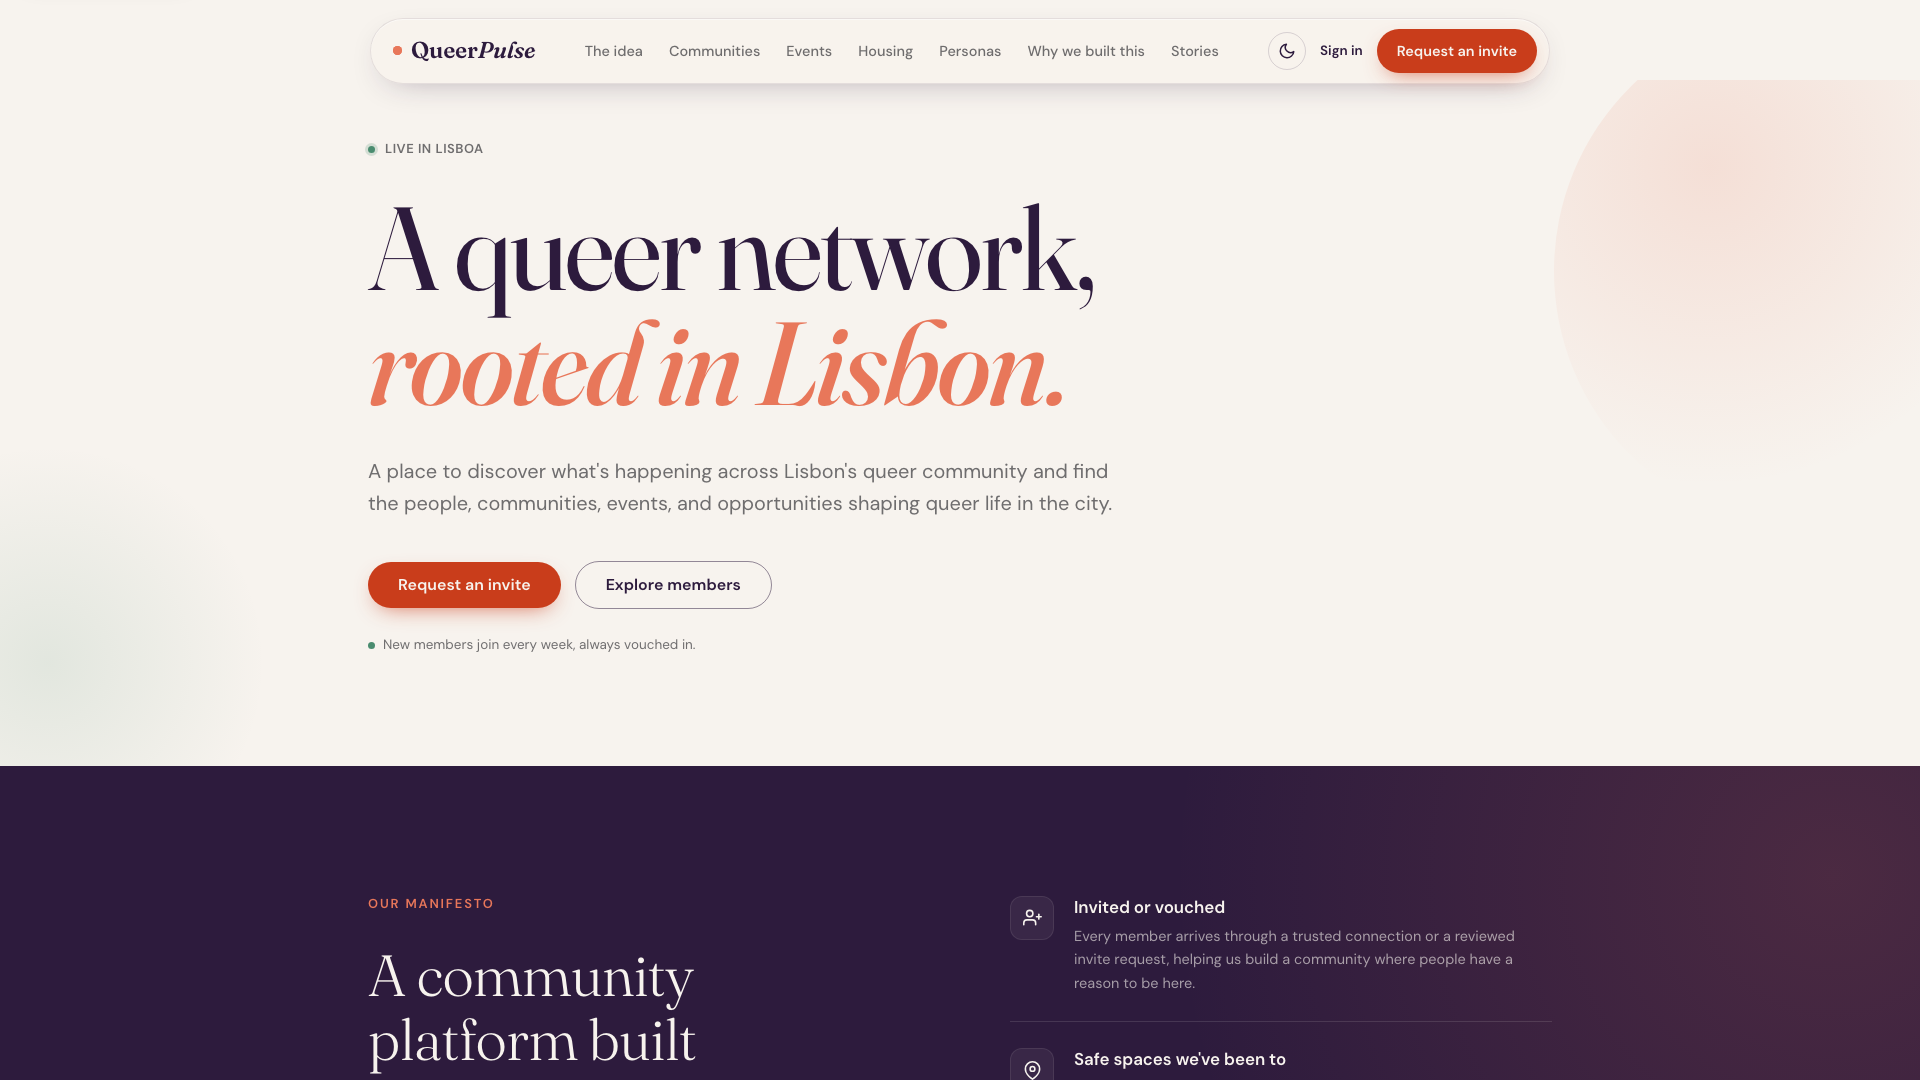 QueerPulse
The idea
Communities
Events
Housing
Personas
Why we built this
Stories
Sign in
Request an invite
LIVE IN LISBOA
A queer network,
rooted in Lisbon.
A place to discover what's happening across Lisbon's queer community and find
the people, communities, events, and opportunities shaping queer life in the city.
Request an invite
Explore members
New members join every week, always vouched in.
OUR MANIFESTO
A community
platform built
Invited or vouched
Every member arrives through a trusted connection or a reviewed
invite request, helping us build a community where people have a
reason to be here.
Safe spaces we've been to